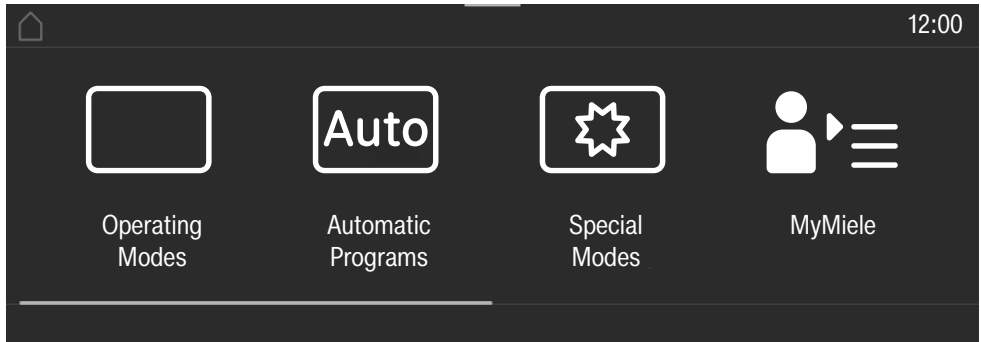 12:00
Auto
Operating
Modes
Automatic
Programs
Special
Modes
MyMiele